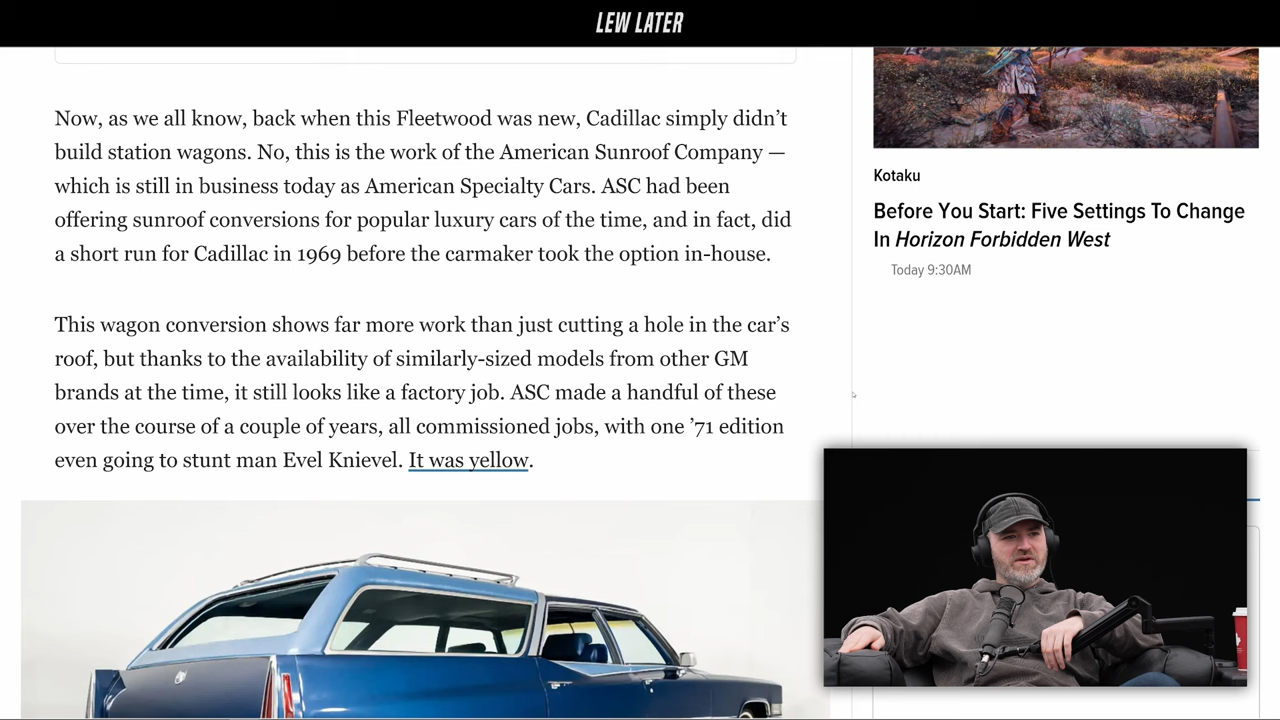 LEW LATER
Now, as we all know, back when this Fleetwood was new, Cadillac simply didn’t
build station wagons. No, this is the work of the American Sunroof Company —
which is still in business today as American Specialty Cars. ASC had been
offering sunroof conversions for popular luxury cars of the time, and in fact, did
a short run for Cadillac in 1969 before the carmaker took the option in-house.
This wagon conversion shows far more work than just cutting a hole in the car’s
roof, but thanks to the availability of similarly-sized models from other GM
brands at the time, it still looks like a factory job. ASC made a handful of these
over the course of a couple of years, all commissioned jobs, with one ’71 edition
even going to stunt man Evel Knievel. It was yellow.
Kotaku
Before You Start: Five Settings To Change
In Horizon Forbidden West
Today 9:30AM